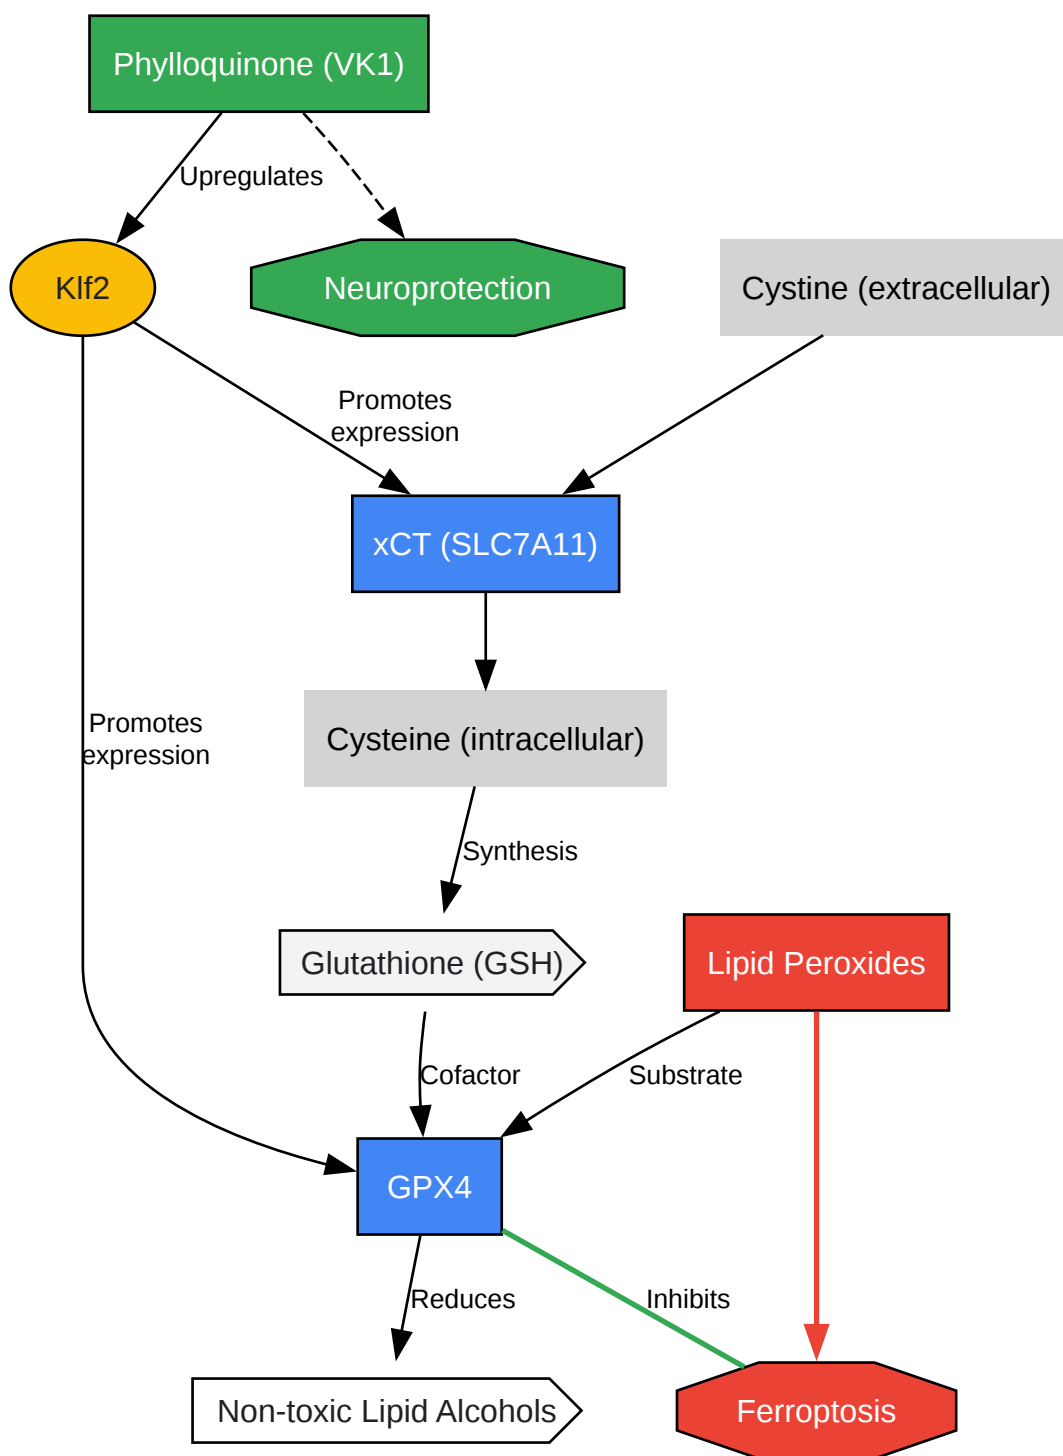 Phylloquinone (VK1)
Upregulates
Klf2
Neuroprotection
Cystine (extracellular)
Promotes
expression
xCT (SLC7A11)
Promotes
expression
Cysteine (intracellular)
Synthesis
Glutathione (GSH)
Lipid Peroxides
Cofactor
Substrate
GPX4
Reduces
Inhibits
Non-toxic Lipid Alcohols
Ferroptosis